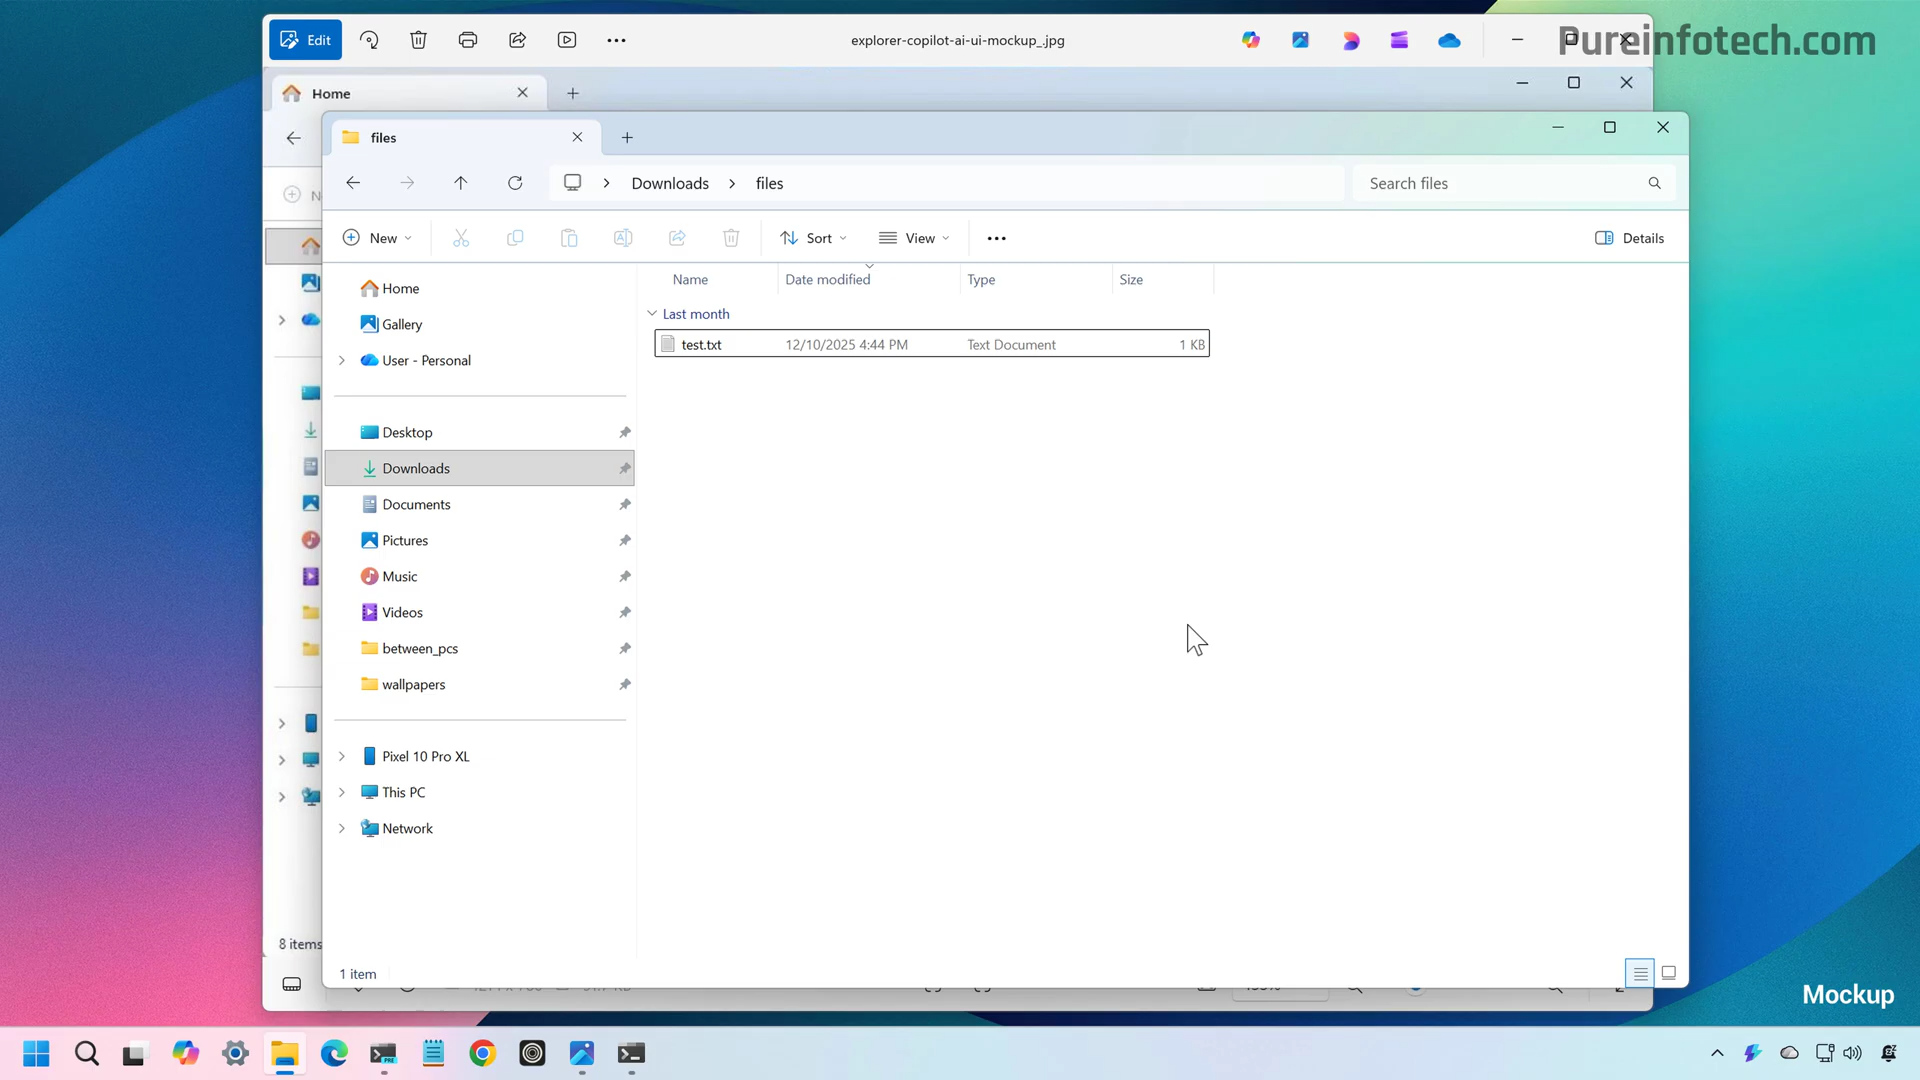 Edit
explorer-copilot-ai-ui-mockup_.jpg
Pureinfotech.com
Home
files
Downloads
files
Search files
New
Sort
View
Details
Name
Date modified
Type
Size
Home
Gallery
User - Personal
Last month
test.txt 12/10/2025 4:44 PM Text Document 1 KB
Desktop
Downloads
Documents
Pictures
Music
Videos
between_pcs
wallpapers
Pixel 10 Pro XL
This PC
Network
8 items
1 item
Mockup
PRE